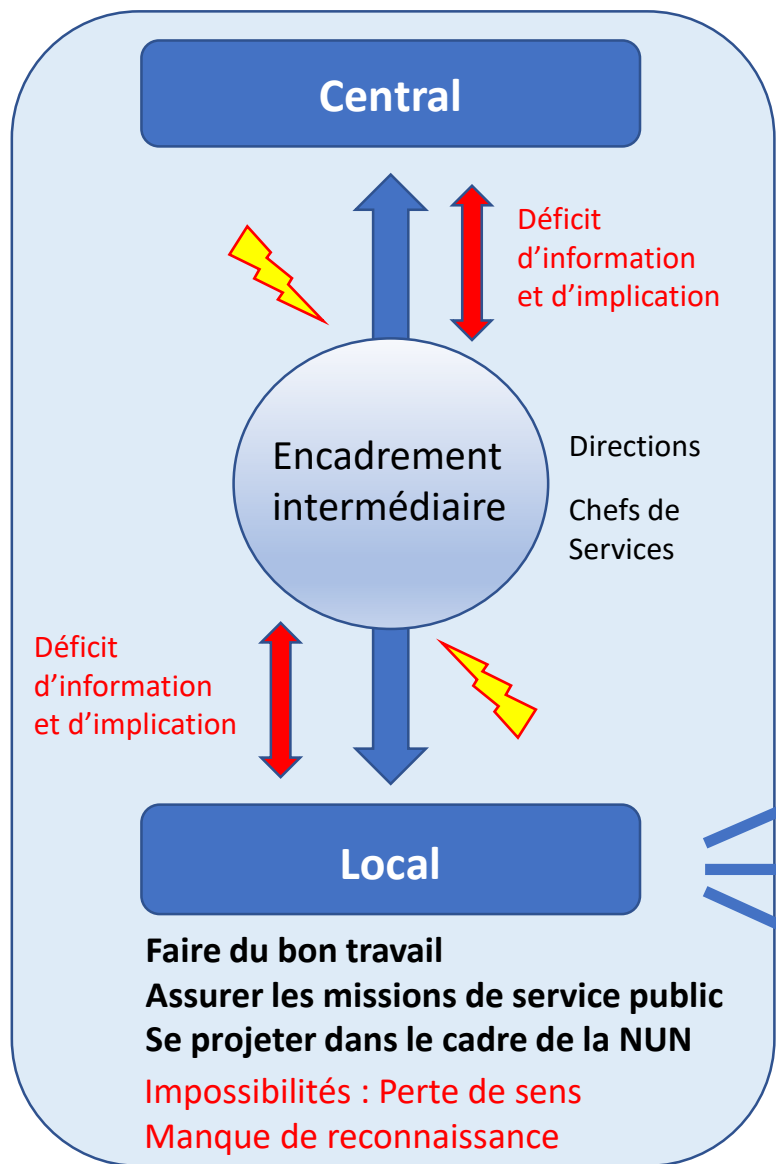 Central
Déficit
d’information
et d’implication
Encadrement
intermédiaire
Directions
Chefs de
Services
Déficit
d’information
et d’implication
Local
Faire du bon travail
Assurer les missions de service public
Se projeter dans le cadre de la NUN
Impossibilités : Perte de sens
Manque de reconnaissance